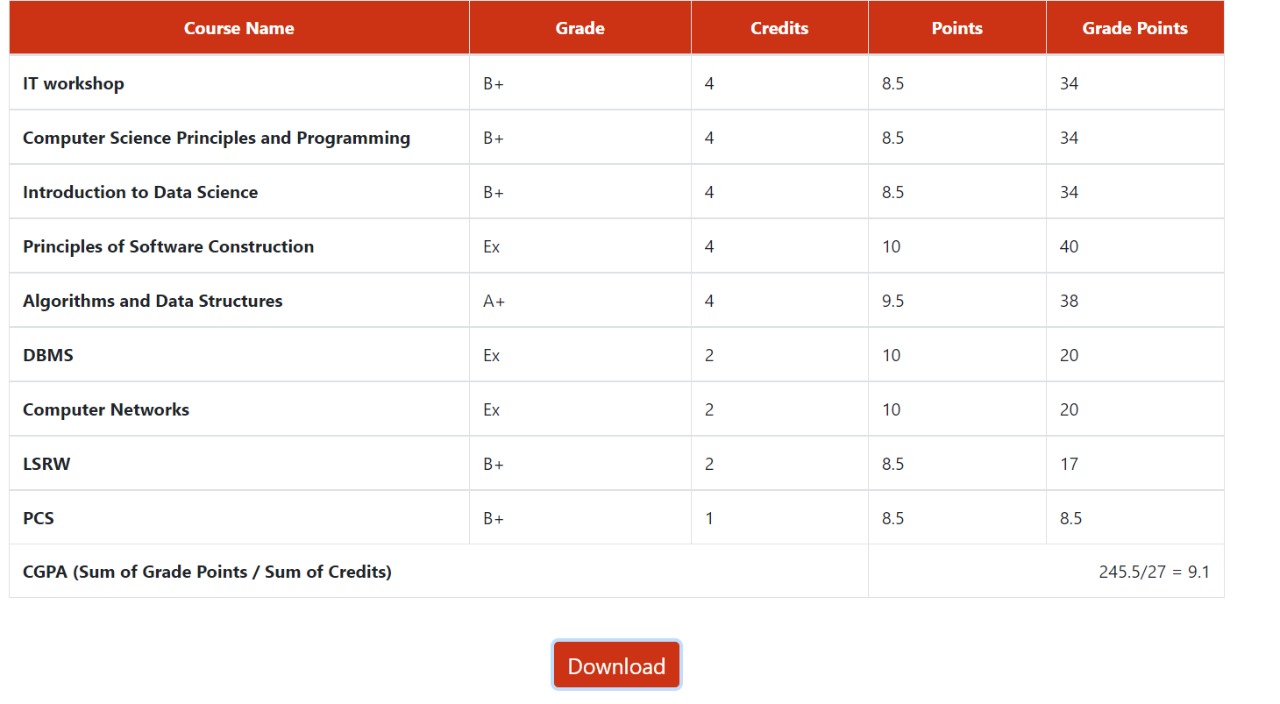 Course Name Grade Credits Points Grade Points
IT workshop B+ 4 8.5 34
Computer Science Principles and Programming B+ 4 8.5 34
Introduction to Data Science B+ 4 8.5 34
Principles of Software Construction Ex 4 10 40
Algorithms and Data Structures A+ 4 9.5 38
DBMS Ex 2 10 20
Computer Networks Ex 2 10 20
LSRW B+ 2 8.5 17
PCS B+ 1 8.5 8.5
CGPA (Sum of Grade Points / Sum of Credits) 245.5/27 = 9.1
Download